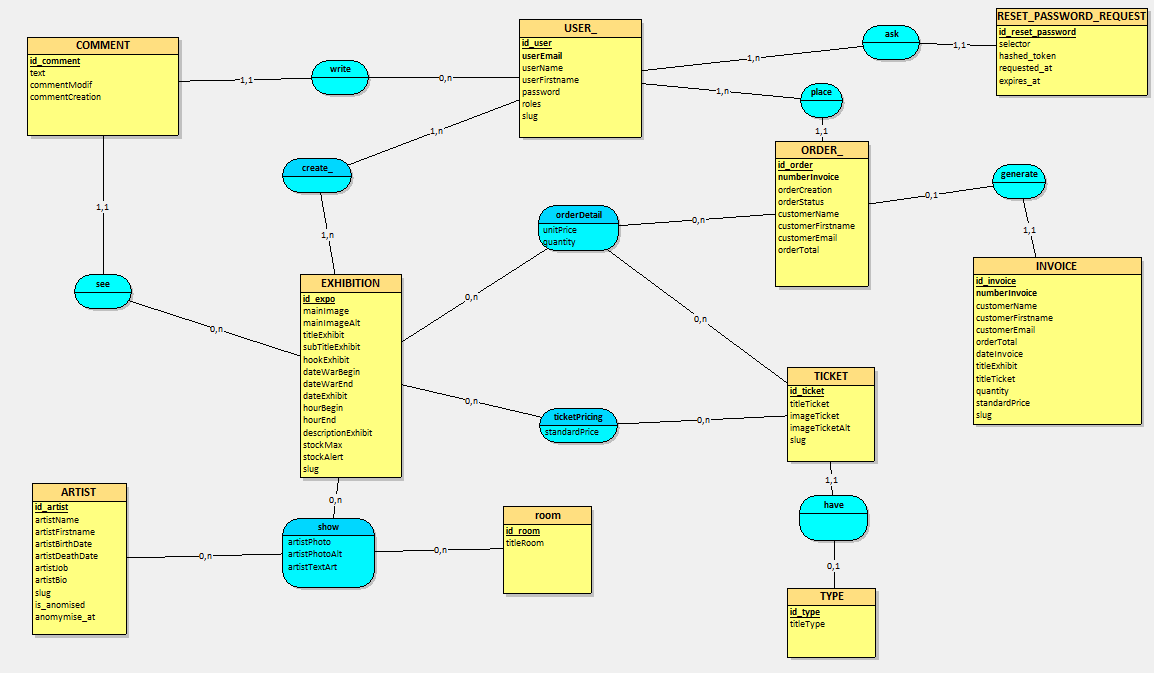 COMMENT
id_comment
text
commentModif
commentCreation
1,1
write
0,n
USER_
id_user
userEmail
userName
userFirstname
password
roles
slug
1,n
ask
1,1
RESET_PASSWORD_REQUEST
id_reset_password
selector
hashed_token
requested_at
expires_at
1,n
place
1,1
ORDER_
id_order
numberInvoice
orderCreation
orderStatus
customerName
customerFirstname
customerEmail
orderTotal
1,n
create_
1,n
1,1
see
0,n
orderDetail
unitPrice
quantity
0,n
0,n
0,n
0,1
generate
1,1
INVOICE
id_invoice
numberInvoice
customerName
customerFirstname
customerEmail
orderTotal
dateInvoice
titleExhibit
titleTicket
quantity
standardPrice
slug
EXHIBITION
id_expo
mainImage
mainImageAlt
titleExhibit
subTitleExhibit
hookExhibit
dateWarBegin
dateWarEnd
dateExhibit
hourBegin
hourEnd
descriptionExhibit
stockMax
stockAlert
slug
0,n
ticketPricing
standardPrice
0,n
TICKET
id_ticket
titleTicket
imageTicket
imageTicketAlt
slug
1,1
have
0,1
TYPE
id_type
titleType
ARTIST
id_artist
artistName
artistFirstname
artistBirthDate
artistDeathDate
artistJob
artistBio
slug
is_anomised
anomymise_at
0,n
0,n
show
artistPhoto
artistPhotoAlt
artistTextArt
0,n
room
id_room
titleRoom